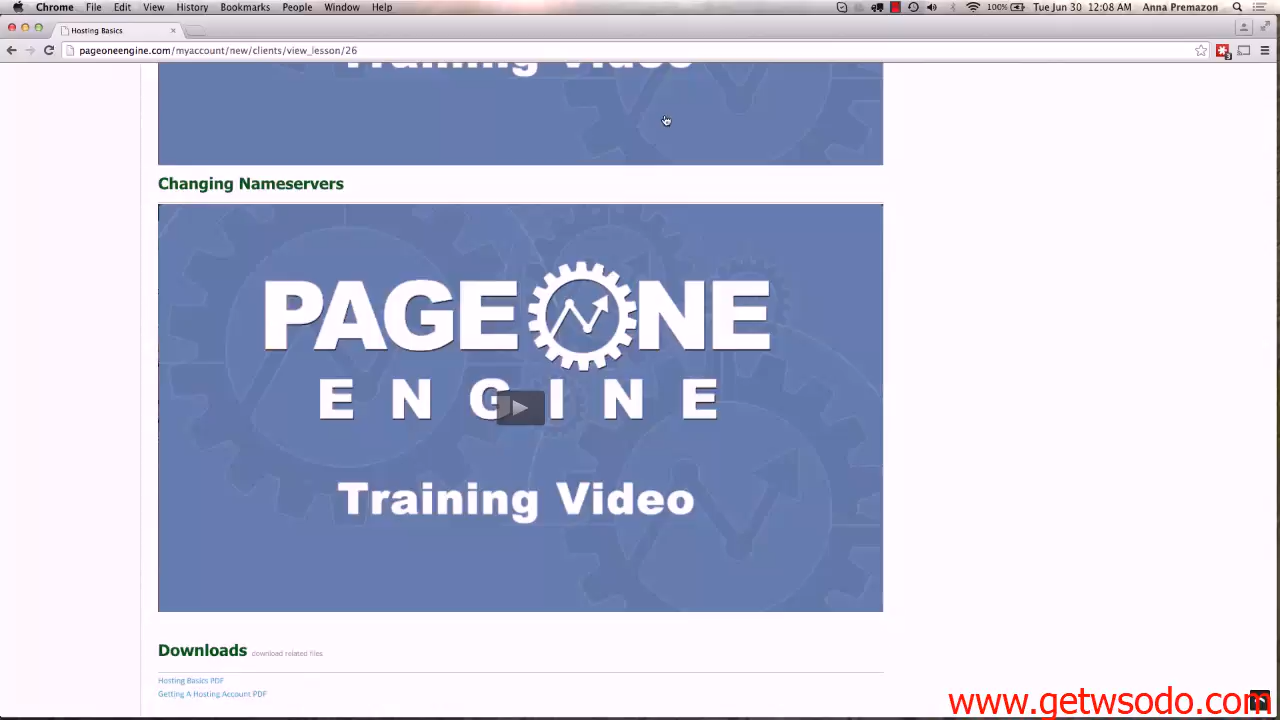 Chrome File Edit View History Bookmarks People Window Help 100% Tue Jun 30 12:08 AM Anna Premazon
Hosting Basics
pageoneengine.com/myaccount/new/clients/view_lesson/26
Training Video
Changing Nameservers
PAGE ONE
ENGINE
Training Video
Downloads download related files
Hosting Basics PDF
Getting A Hosting Account PDF
www.getwsodo.com